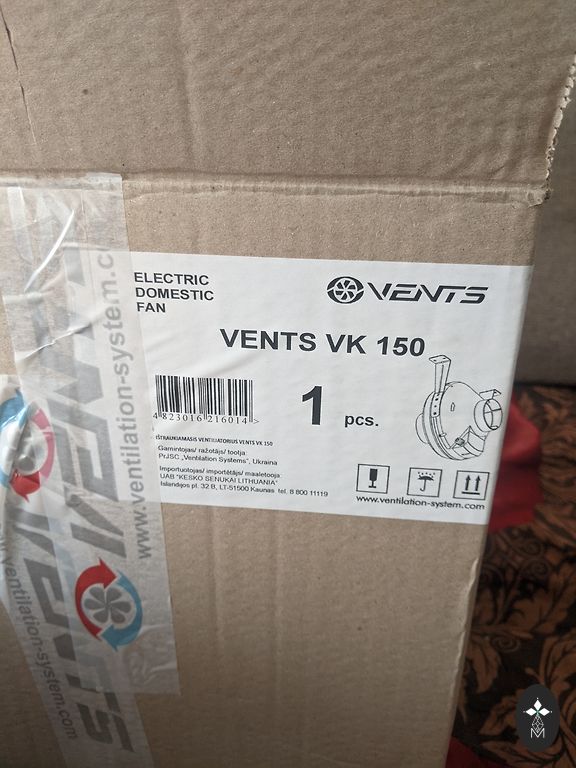 ELECTRIC
DOMESTIC
FAN
VENTS
VENTS VK 150
4823016216014>
1 pcs.
IŠTRAUKIAMASIS VENTILIATORIUS VENTS VK 150
Gamintojas/ ražotājs/ tootja:
PrJSC „Ventilation Systems", Ukraina
Importuotojas/ importētājs/ maaletooja:
UAB "KESKO SENUKAI LITHUANIA"
Islandijos pl. 32 B, LT-51500 Kaunas tel. 8 800 11119
www.ventilation-system.com
www.ventilation-system.com
VENTS
ventilation-system.com
VENTS
M